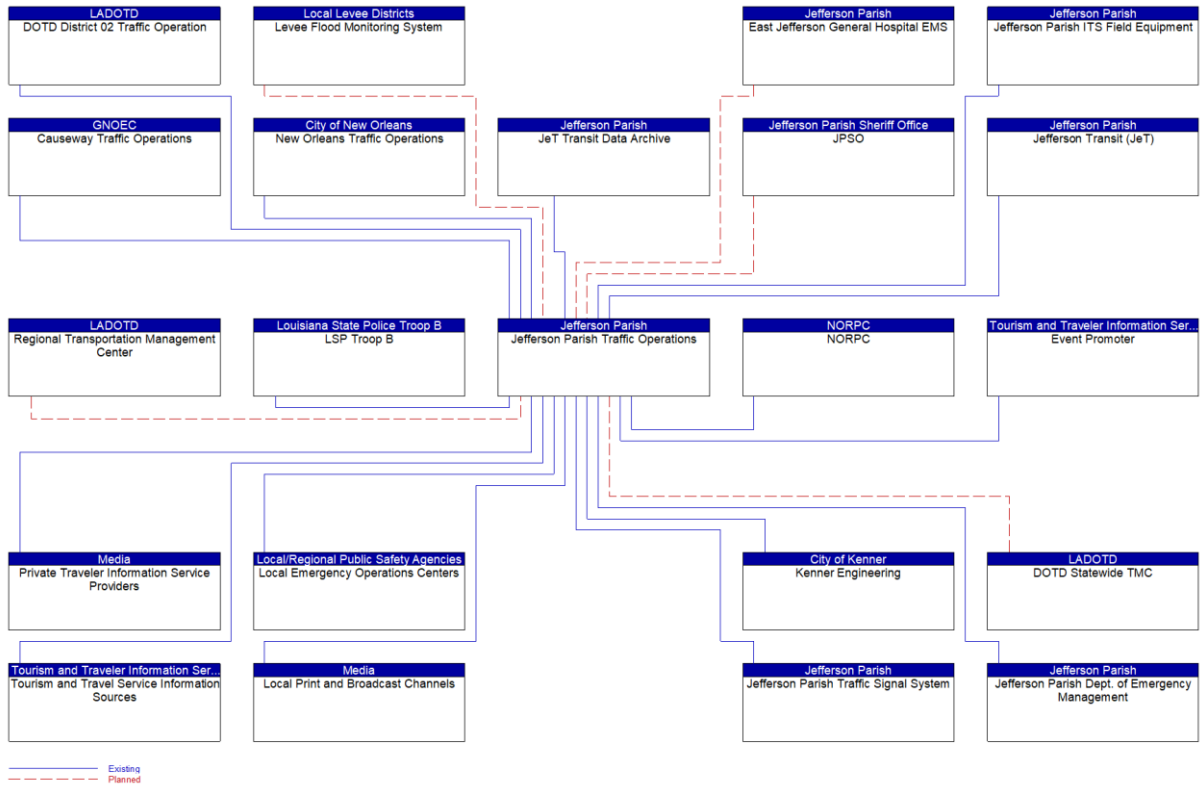 LADOTD
DOTD District 02 Traffic Operation
Local Levee Districts
Levee Flood Monitoring System
Jefferson Parish
East Jefferson General Hospital EMS
Jefferson Parish
Jefferson Parish ITS Field Equipment
GNOEC
Causeway Traffic Operations
City of New Orleans
New Orleans Traffic Operations
Jefferson Parish
JeT Transit Data Archive
Jefferson Parish Sheriff Office
JPSO
Jefferson Parish
Jefferson Transit (JeT)
LADOTD
Regional Transportation Management
Center
Louisiana State Police Troop B
LSP Troop B
Jefferson Parish
Jefferson Parish Traffic Operations
NORPC
NORPC
Tourism and Traveler Information Ser...
Event Promoter
Media
Private Traveler Information Service
Providers
Local/Regional Public Safety Agencies
Local Emergency Operations Centers
City of Kenner
Kenner Engineering
LADOTD
DOTD Statewide TMC
Tourism and Traveler Information Ser...
Tourism and Travel Service Information
Sources
Media
Local Print and Broadcast Channels
Jefferson Parish
Jefferson Parish Traffic Signal System
Jefferson Parish
Jefferson Parish Dept. of Emergency
Management
Existing
Planned